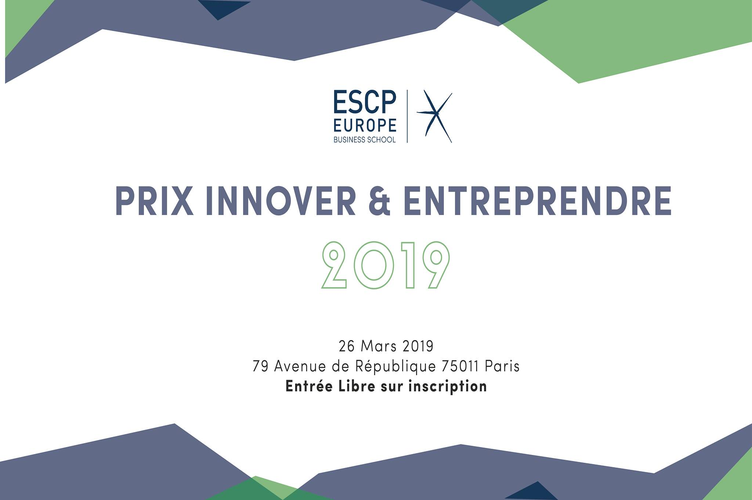 ESCP
EUROPE
BUSINESS SCHOOL
PRIX INNOVER & ENTREPRENDRE
2019
26 Mars 2019
79 Avenue de République 75011 Paris
Entrée Libre sur inscription